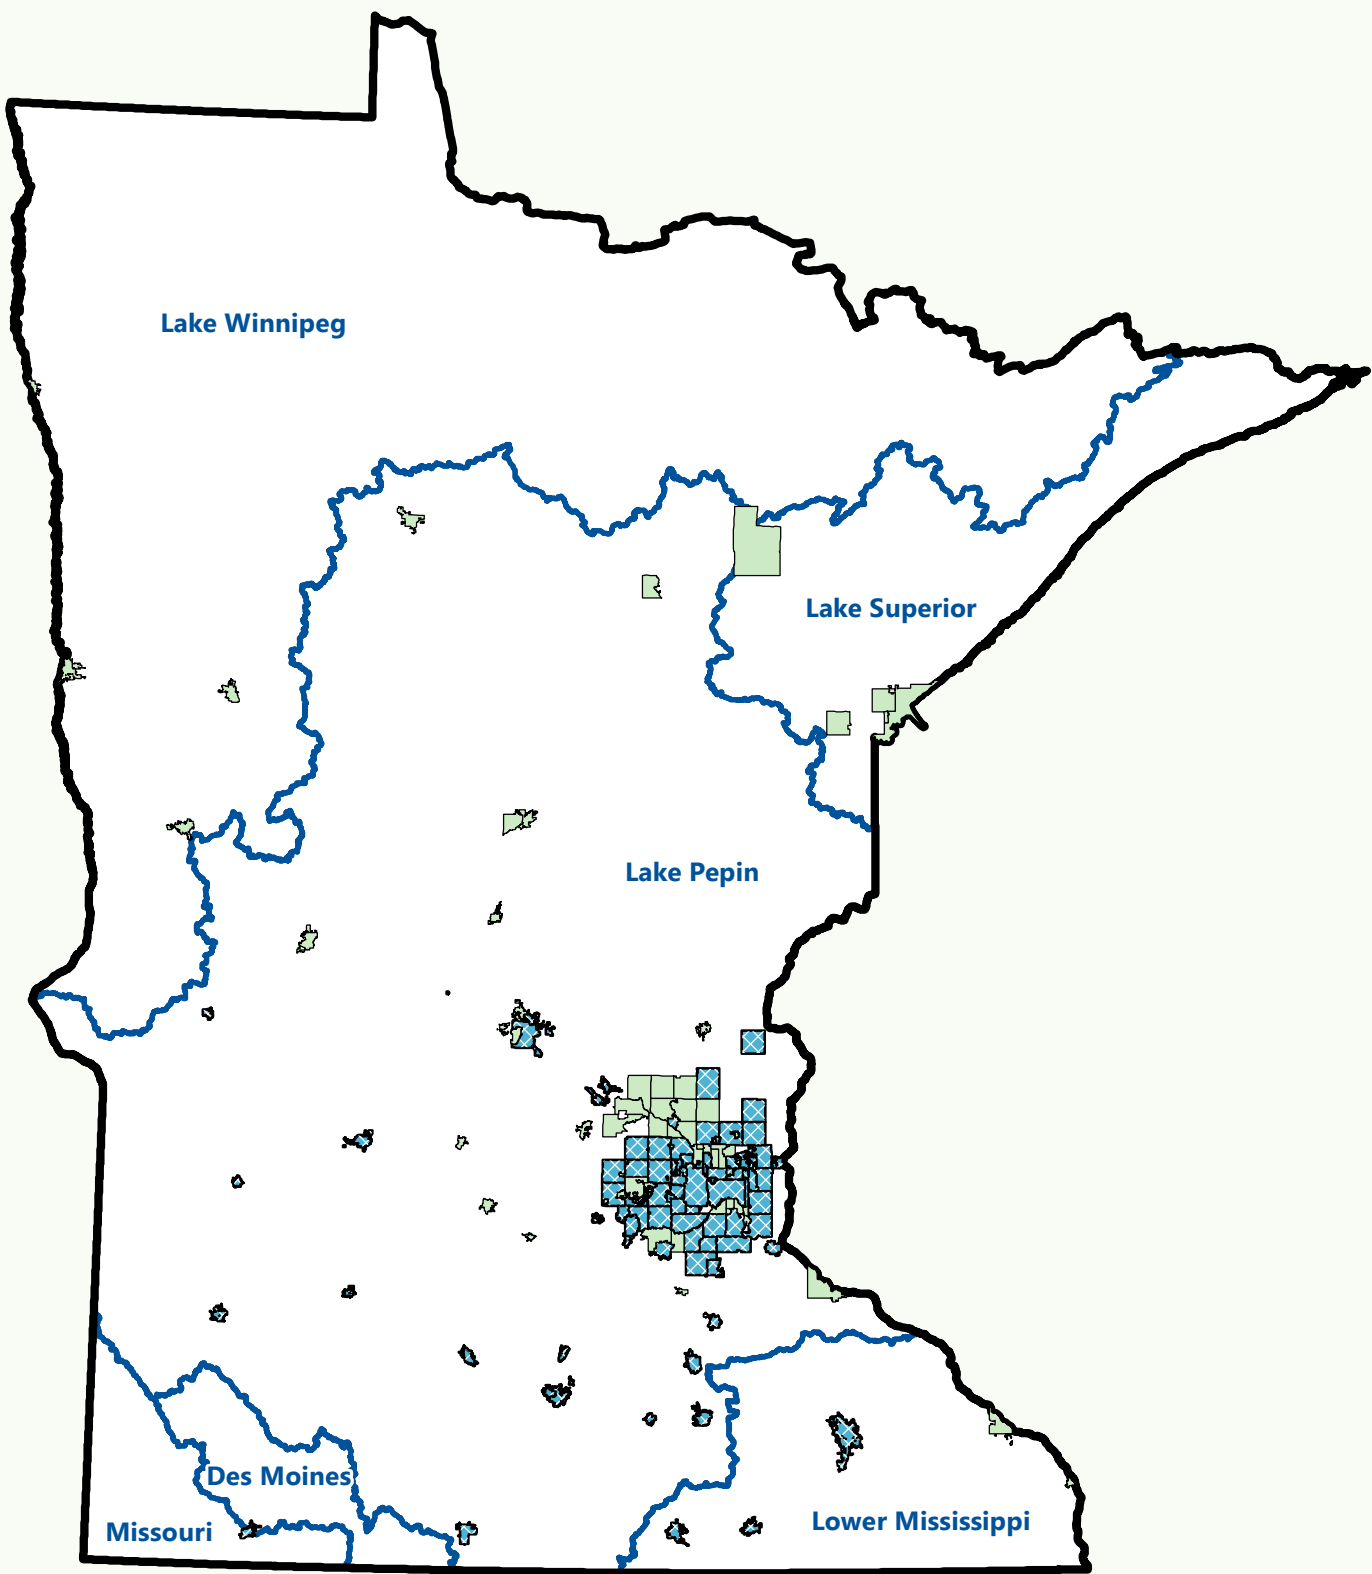 Lake Winnipeg
Lake Superior
Lake Pepin
Des Moines
Missouri
Lower Mississippi